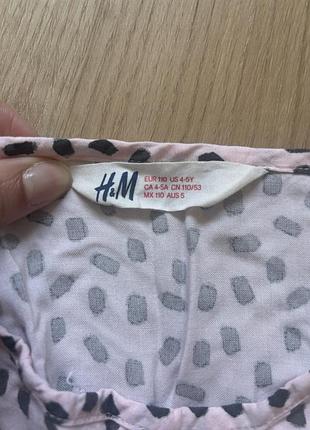 H&M
EUR 110 US 4-5Y
CA 4-5A CN 110/53
MX 110 AUS 5